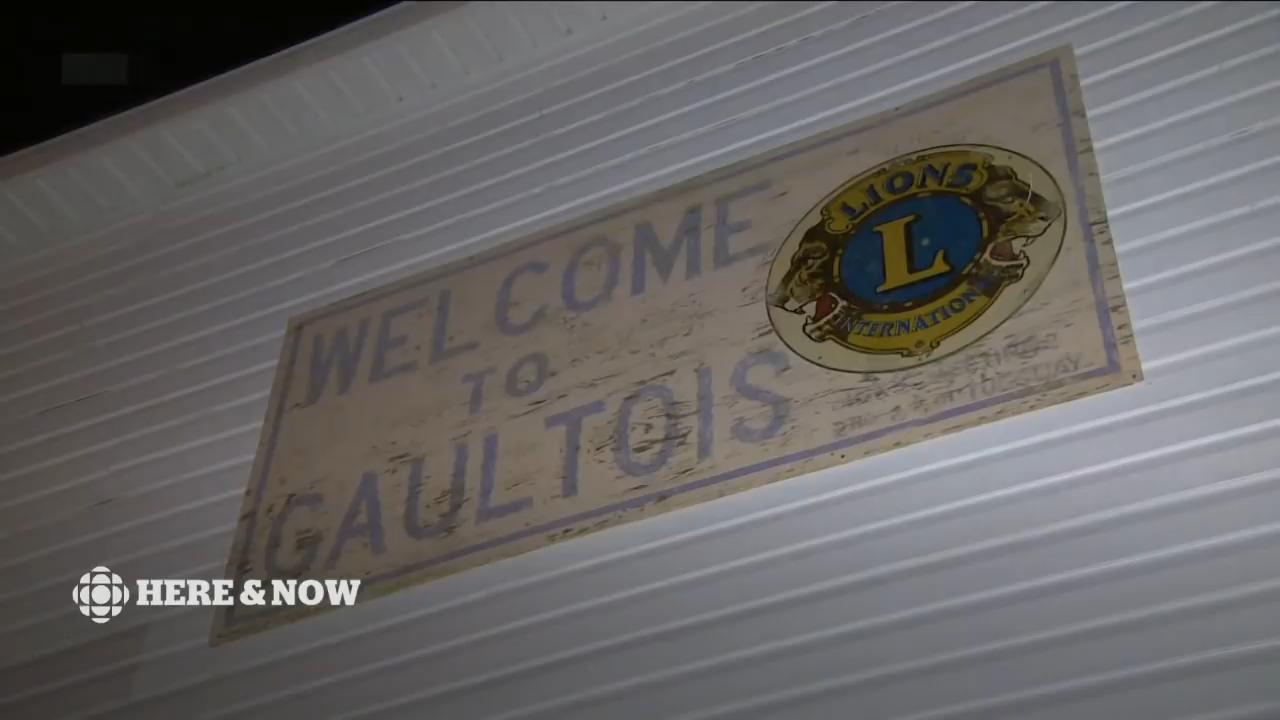 WELCOME
TO
GAULTOIS
LIONS
L
INTERNATIONAL
HERE & NOW